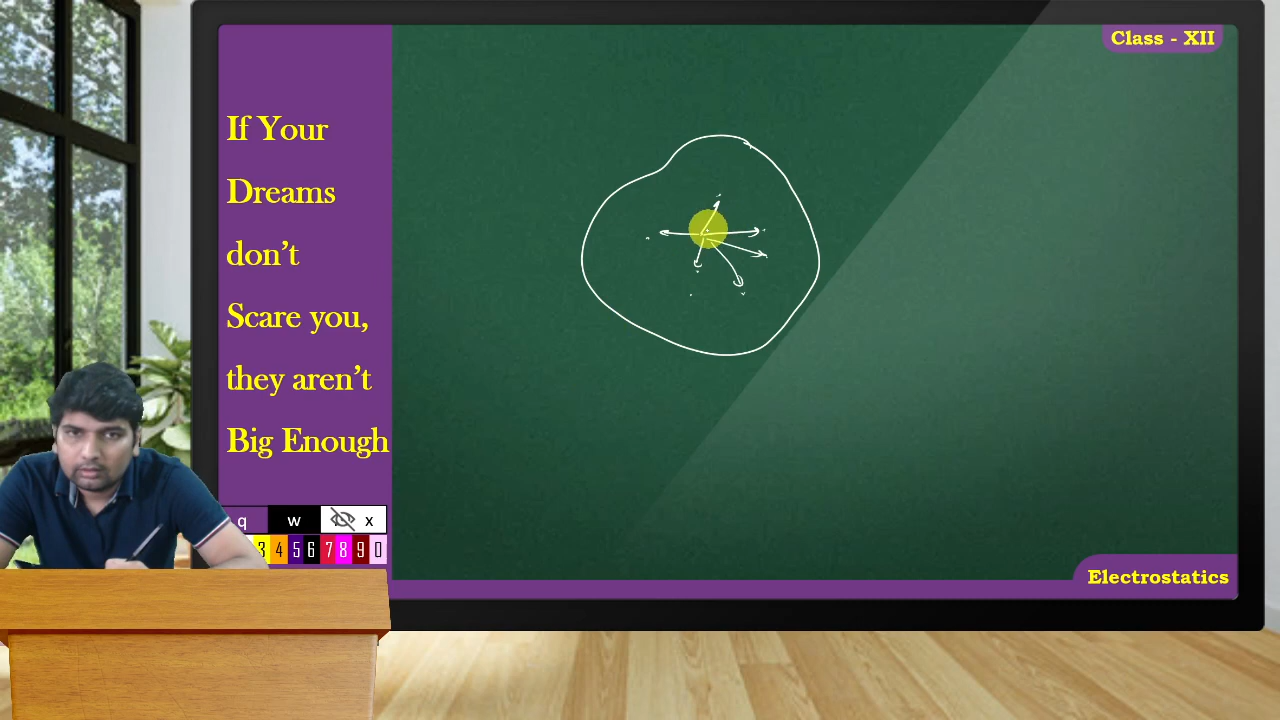 Class - XII
If Your
Dreams
don't
Scare you,
they aren't
Big Enough
q w x
3 4 5 6 7 8 9 0
Electrostatics